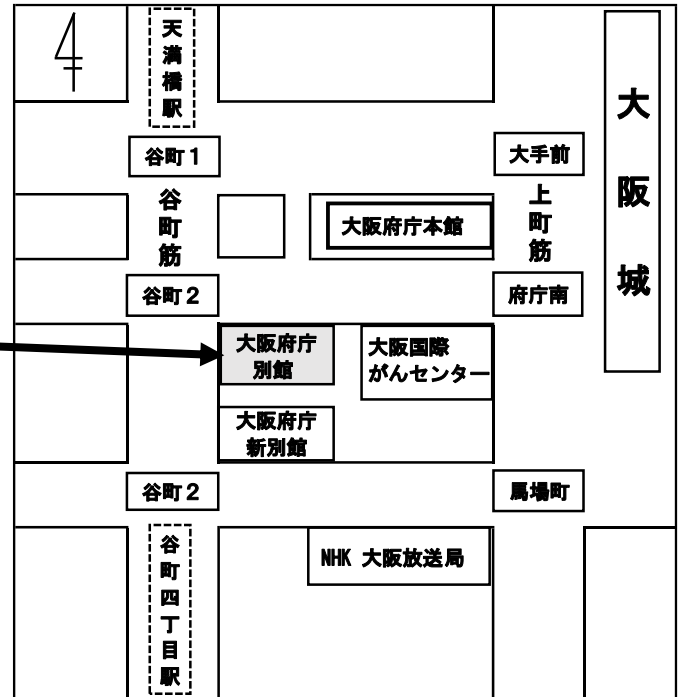 天満橋駅
谷町1
大手前
大阪城
谷町筋
大阪府庁本館
上町筋
谷町2
府庁南
大阪府庁
別館
大阪国際
がんセンター
大阪府庁
新別館
谷町2
馬場町
谷町四丁目駅
NHK 大阪放送局